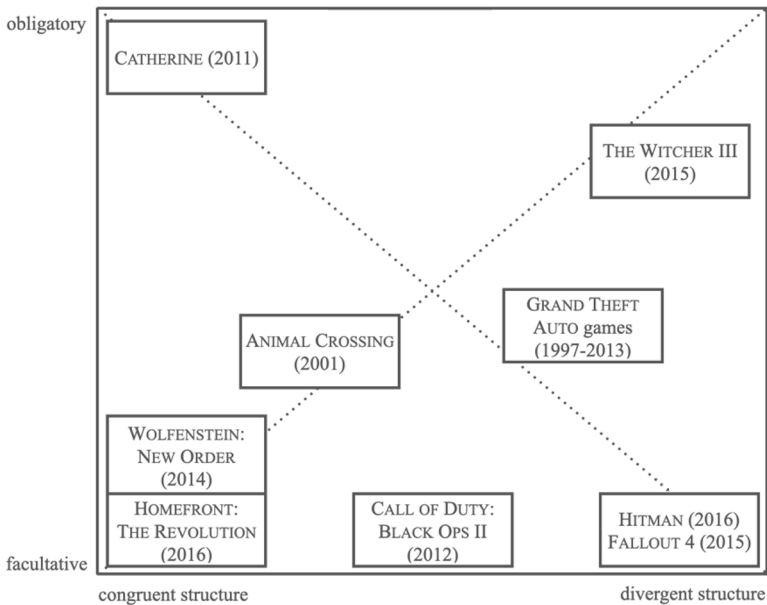 obligatory
CATHERINE (2011)
THE WITCHER III
(2015)
GRAND THEFT
AUTO games
(1997-2013)
ANIMAL CROSSING
(2001)
WOLFENSTEIN:
NEW ORDER
(2014)
HOMEFRONT:
THE REVOLUTION
(2016)
CALL OF DUTY:
BLACK OPS II
(2012)
HITMAN (2016)
FALLOUT 4 (2015)
facultative
congruent structure
divergent structure